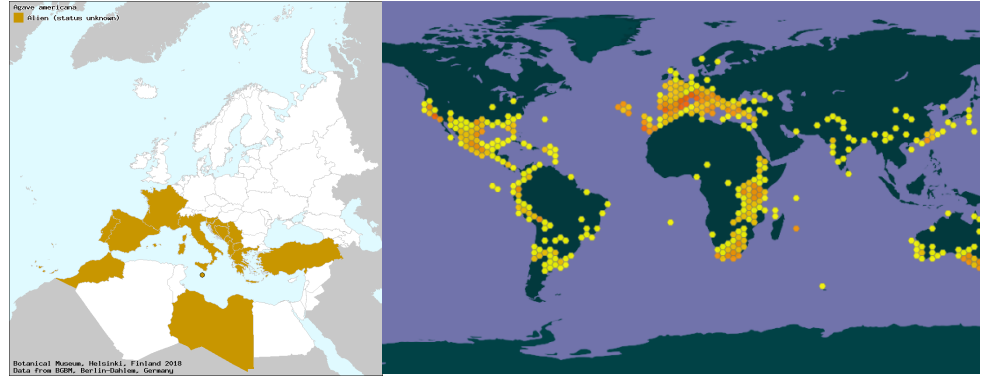 Agave americana
Alien (status unknown)
Botanical Museum, Helsinki, Finland 2018
Data from BGBM, Berlin-Dahlem, Germany